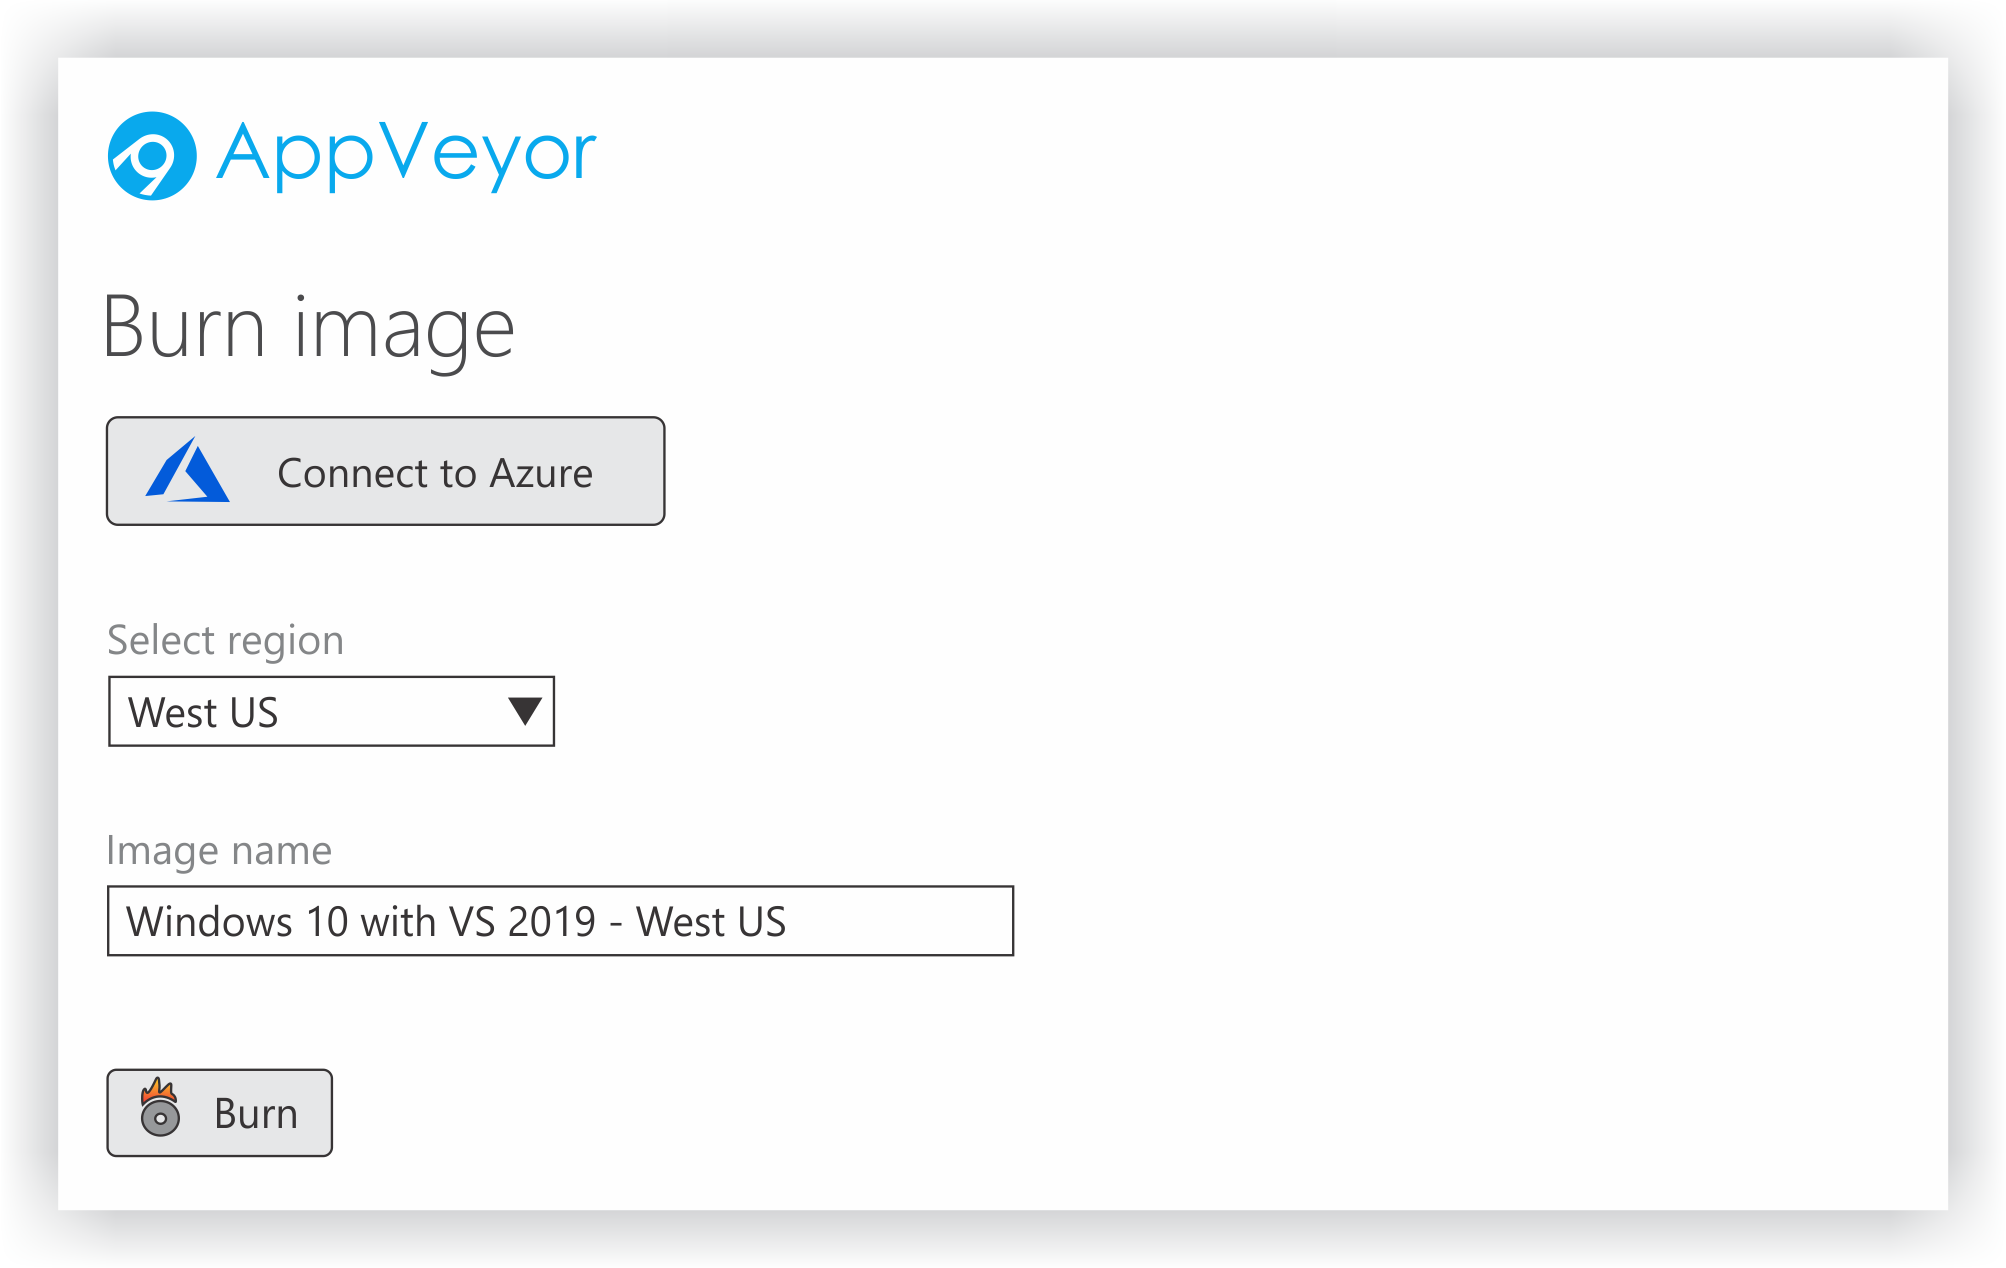 AppVeyor
Burn image
Connect to Azure
Select region
West US
Image name
Windows 10 with VS 2019 - West US
Burn